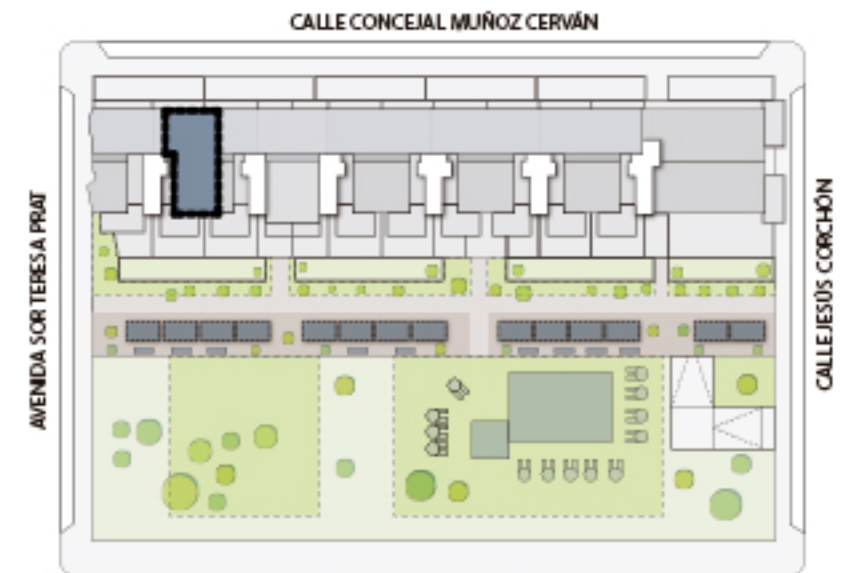 CALLE CONCEJAL MUÑOZ CERVÁN
AVENIDA SOR TERESA PRAT
CALLE JESÚS CORCHÓN